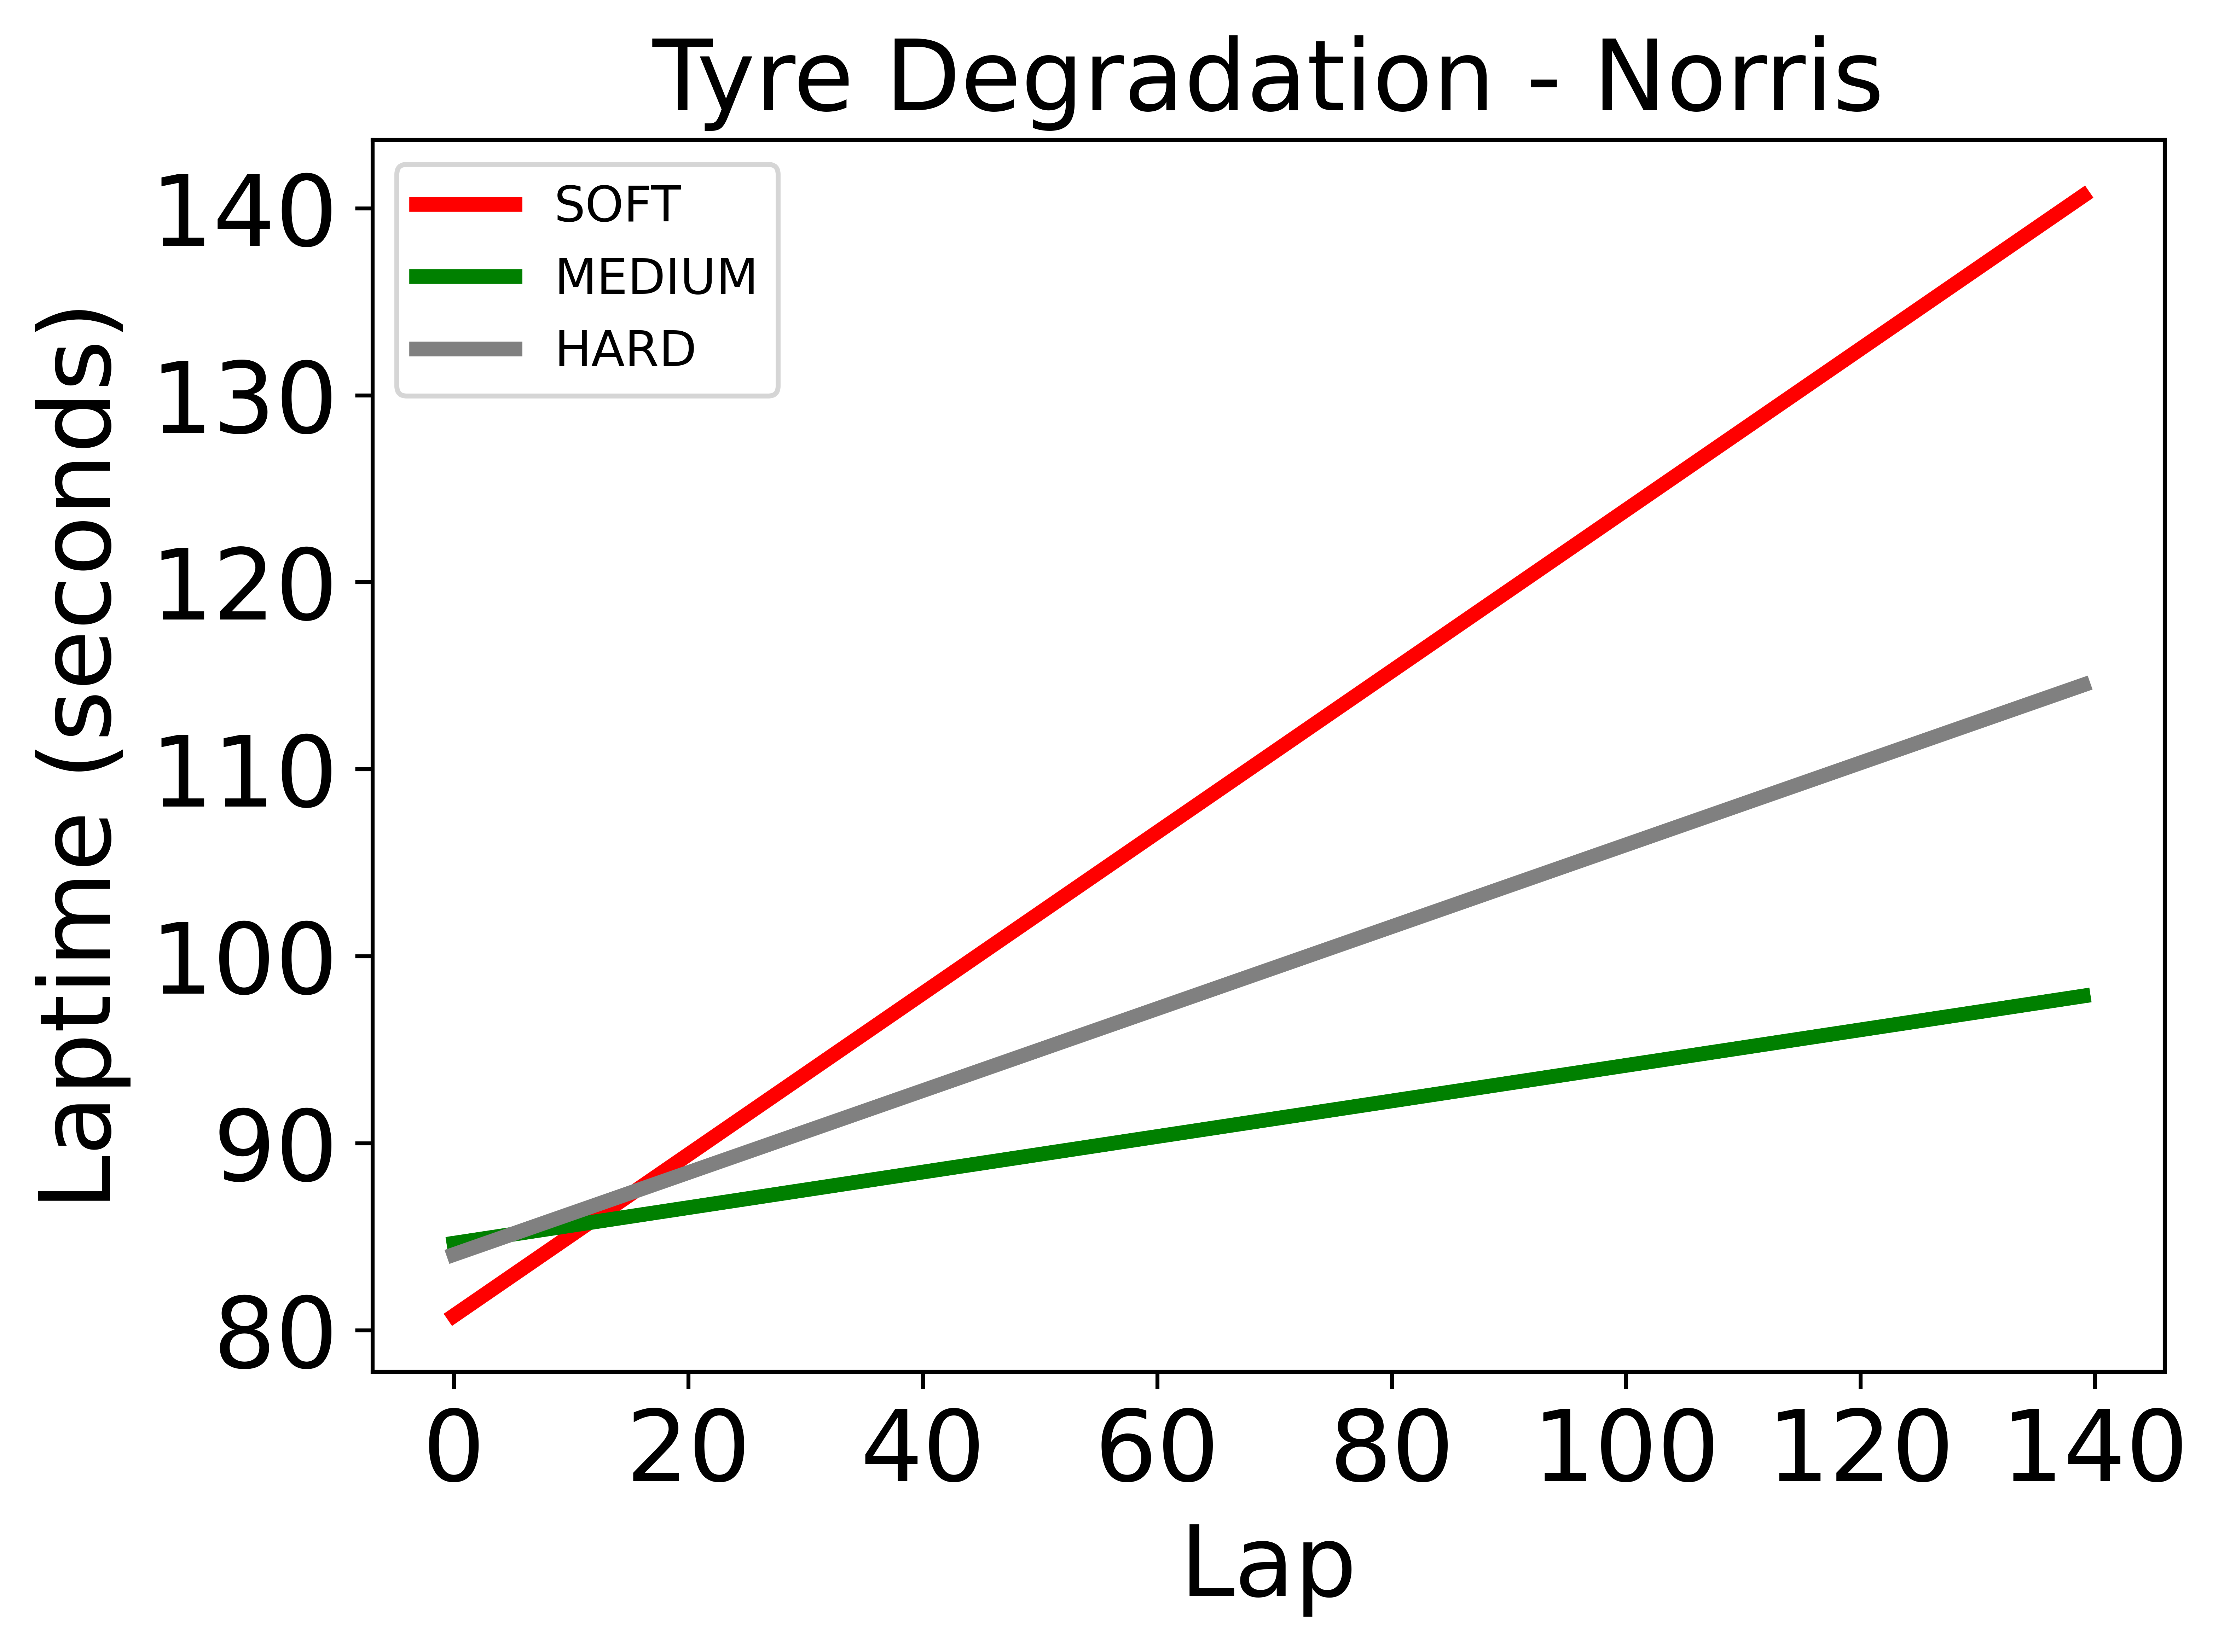 Tyre Degradation - Norris
SOFT
MEDIUM
HARD
Laptime (seconds)
140
130
120
110
100
90
80
0 20 40 60 80 100 120 140
Lap